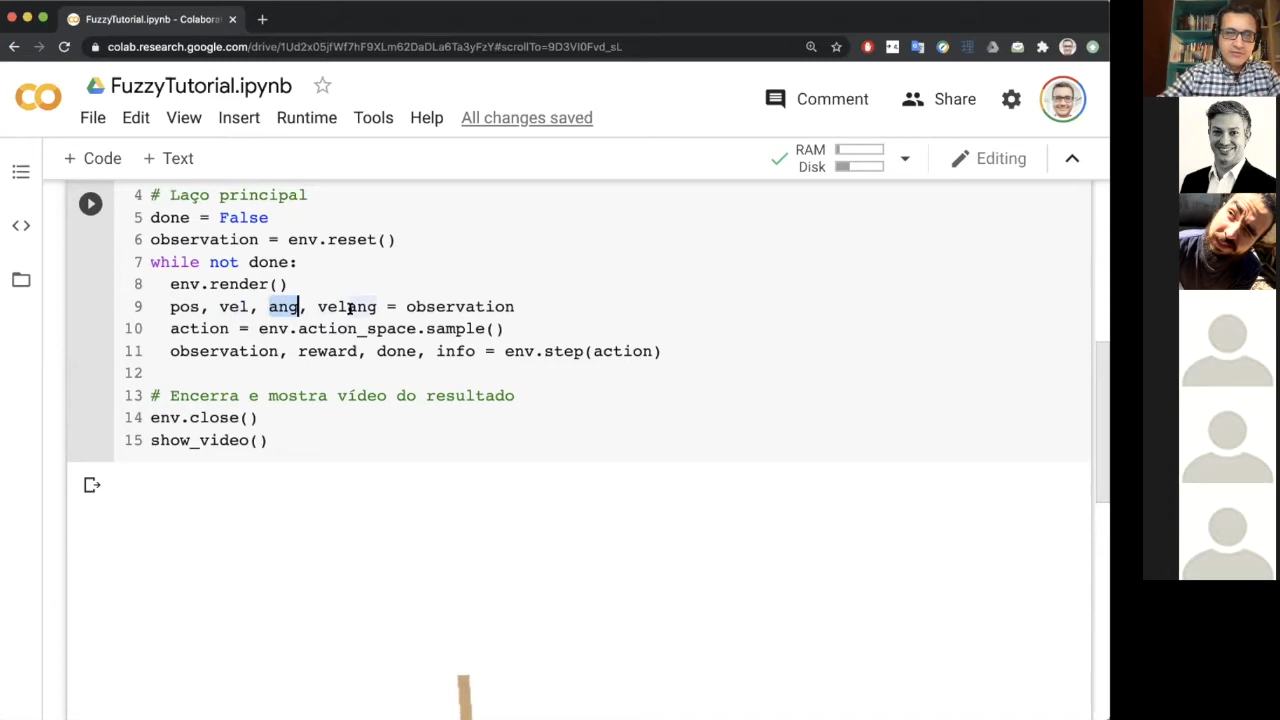 FuzzyTutorial.ipynb - Colabora
colab.research.google.com/drive/1Ud2x05jfWf7hF9XLm62DaDLa6Ta3yFzY#scrollTo=9D3VI0Fvd_sL
FuzzyTutorial.ipynb
Comment
Share
File Edit View Insert Runtime Tools Help All changes saved
+ Code + Text
RAM
Disk
Editing
4 # Laço principal
5 done = False
6 observation = env.reset()
7 while not done:
8 env.render()
9 pos, vel, ang, velang = observation
10 action = env.action_space.sample()
11 observation, reward, done, info = env.step(action)
12
13 # Encerra e mostra vídeo do resultado
14 env.close()
15 show_video()